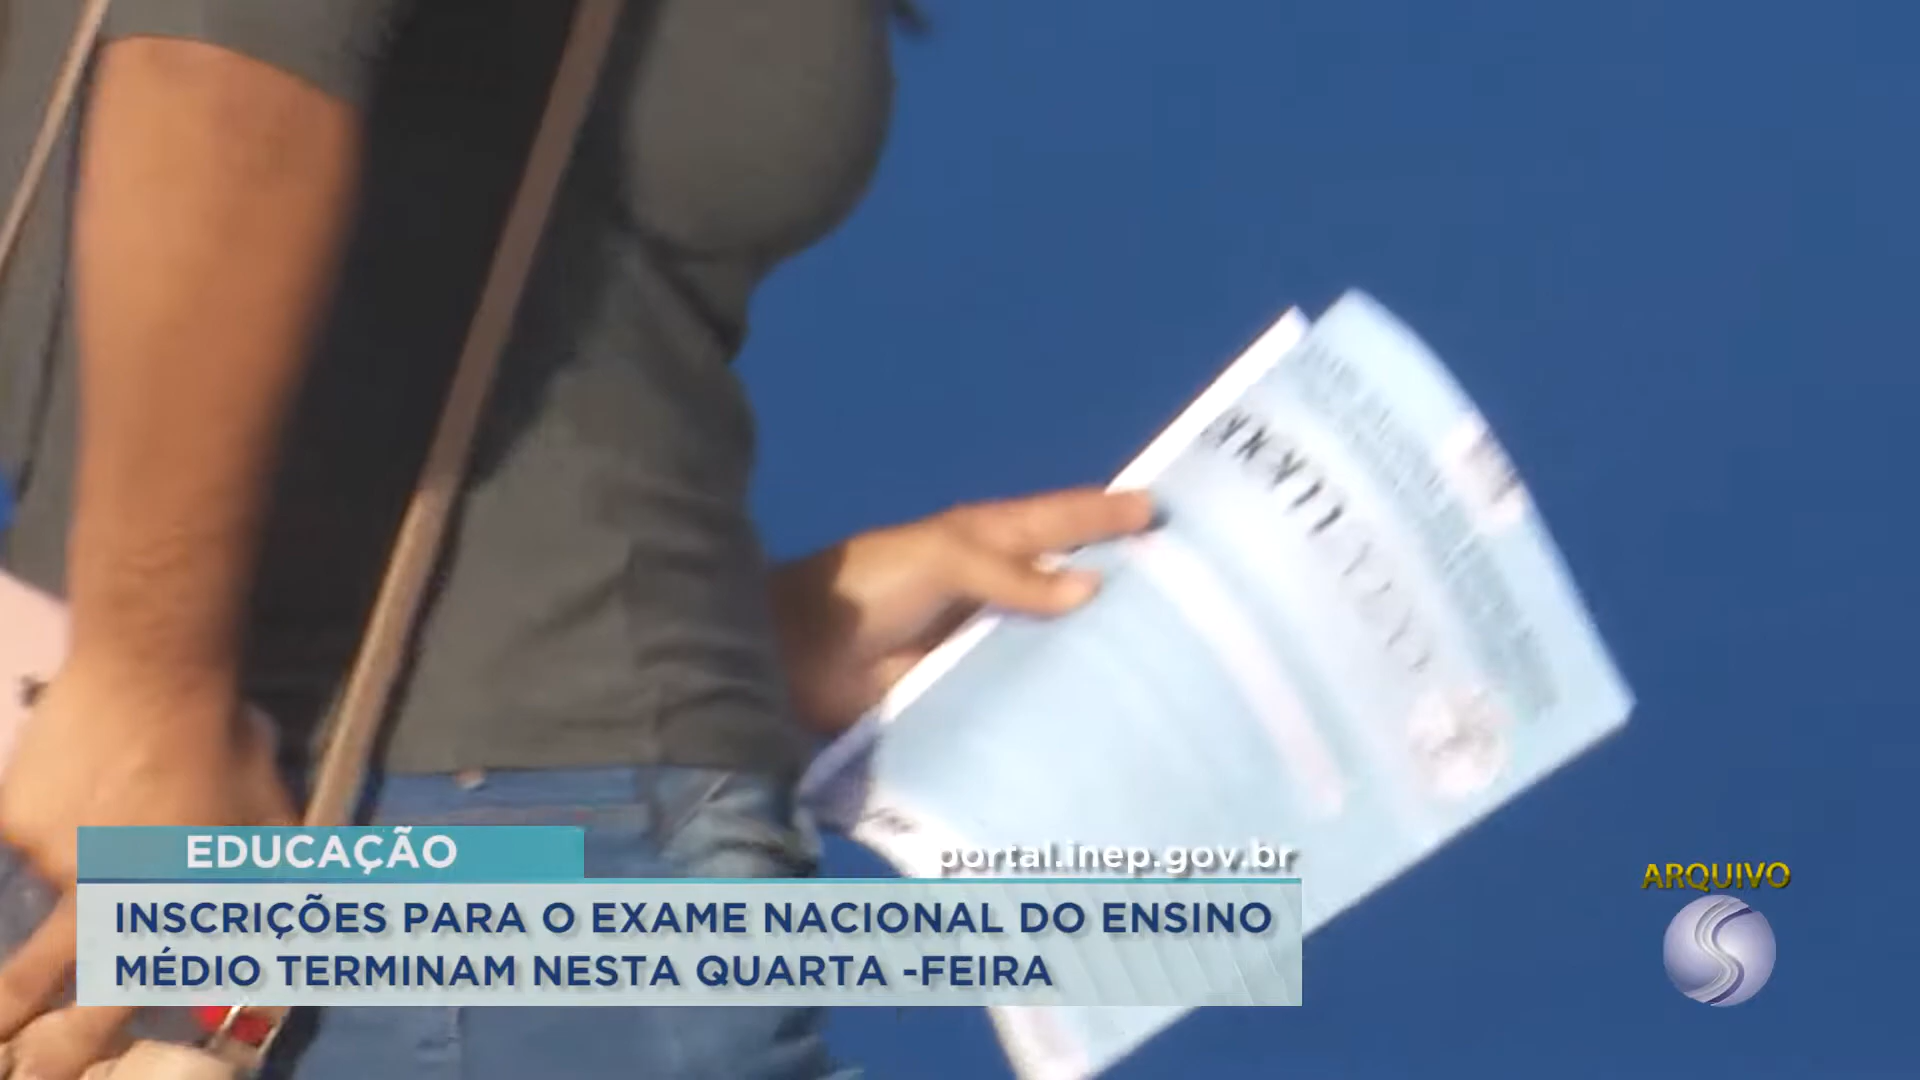 EDUCAÇÃO
portal.inep.gov.br
INSCRIÇÕES PARA O EXAME NACIONAL DO ENSINO
MÉDIO TERMINAM NESTA QUARTA -FEIRA
ARQUIVO